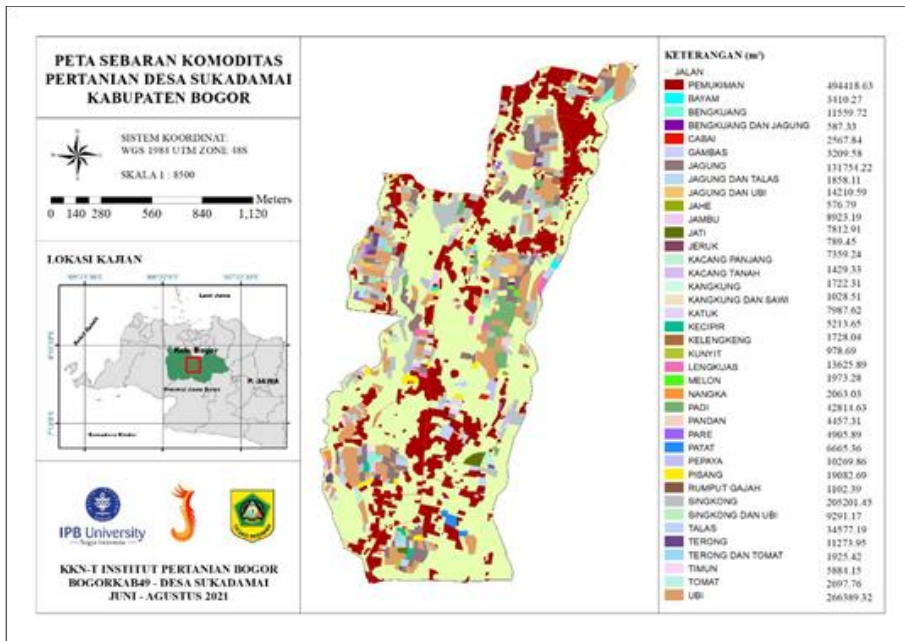 PETA SEBARAN KOMODITAS
PERTANIAN DESA SUKADAMAI
KABUPATEN BOGOR
SISTEM KOORDINAT:
WGS 1984 UTM ZONE 48S
SKALA 1 : 8500
Meters
0 140 280 560 840 1,120
LOKASI KAJIAN
Laut Jawa
Kab. Bogor
P. JAWA
IPB University
KKN-T INSTITUT PERTANIAN BOGOR
BOGORKAB49 - DESA SUKADAMAI
JUNI - AGUSTUS 2021
KETERANGAN (m²)
JALAN
PEMUKIMAN 494418.63
BAYAM 3410.27
BENGKUANG 11559.72
BENGKUANG DAN JAGUNG 587.33
CABAI 2567.84
GAMBAS 3209.58
JAGUNG 131754.22
JAGUNG DAN TALAS 1858.11
JAGUNG DAN UBI 14210.59
JAHE 576.79
JAMBU 8923.19
JATI 7812.91
JERUK 789.45
KACANG PANJANG 7359.24
KACANG TANAH 1429.33
KANGKUNG 1722.31
KANGKUNG DAN SAWI 1028.51
KATUK 7987.62
KECIPIR 5213.65
KELENGKENG 1728.04
KUNYIT 978.69
LENGKUAS 13625.89
MELON 1973.28
NANGKA 2063.03
PADI 42814.63
PANDAN 4457.31
PARE 4905.89
PATAT 6665.36
PEPAYA 10269.86
PISANG 19082.69
RUMPUT GAJAH 1102.39
SINGKONG 205201.45
SINGKONG DAN UBI 9291.17
TALAS 34577.19
TERONG 11273.95
TERONG DAN TOMAT 1925.42
TIMUN 5884.15
TOMAT 2697.76
UBI 266389.32